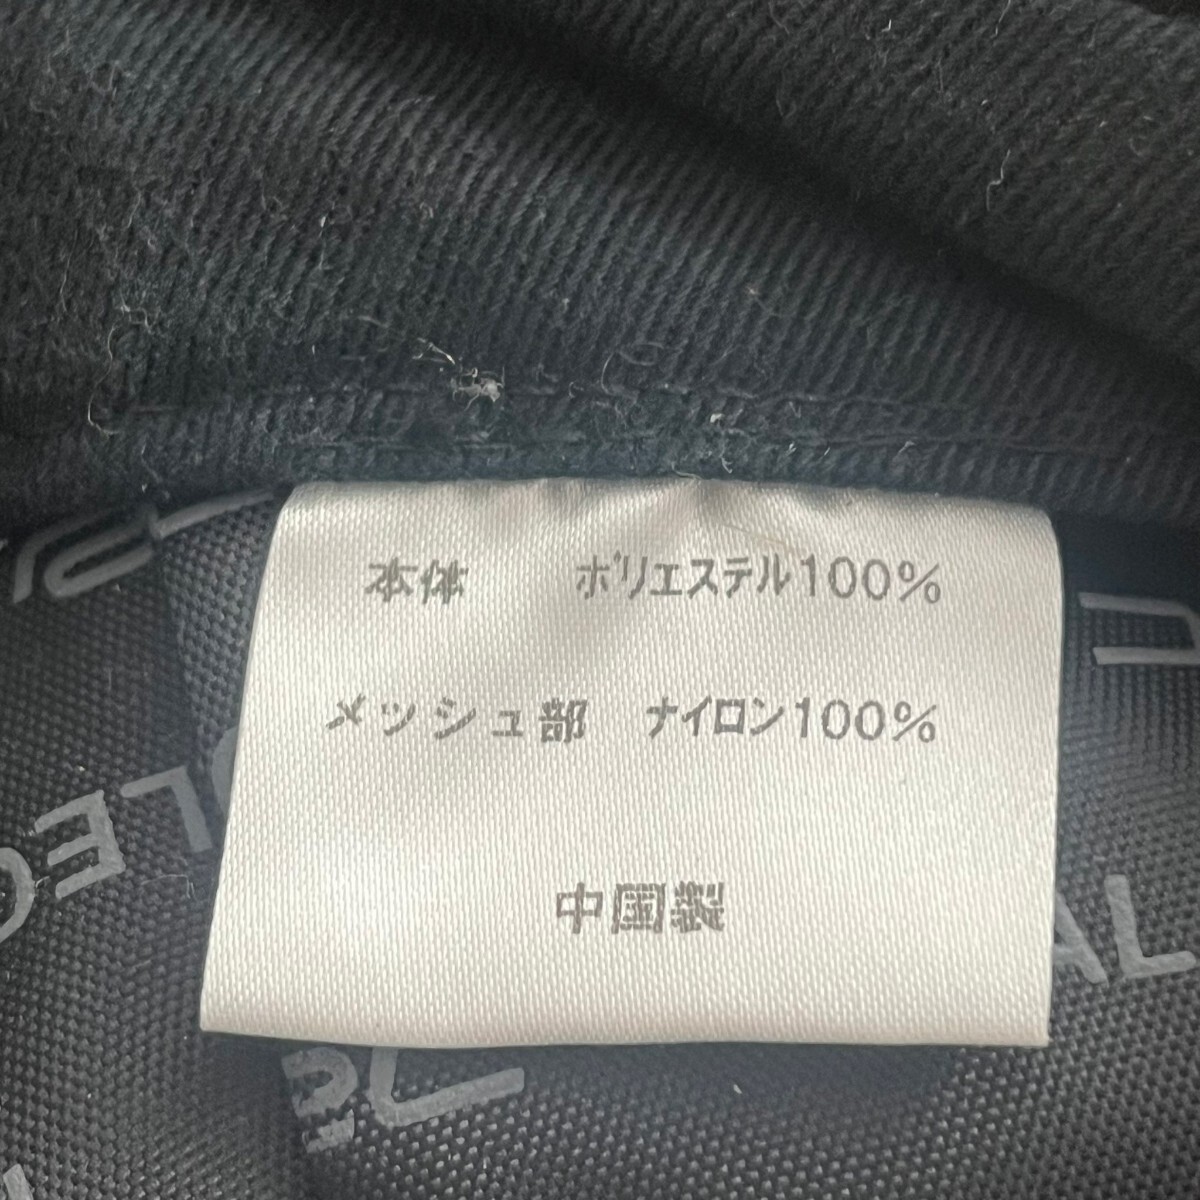 本体 ポリエステル100%
メッシュ部 ナイロン100%
中国製